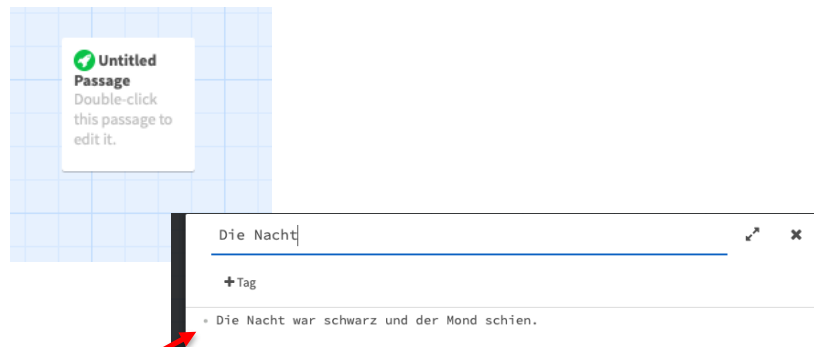 Untitled
Passage
Double-click
this passage to
edit it.
Die Nacht
+ Tag
Die Nacht war schwarz und der Mond schien.